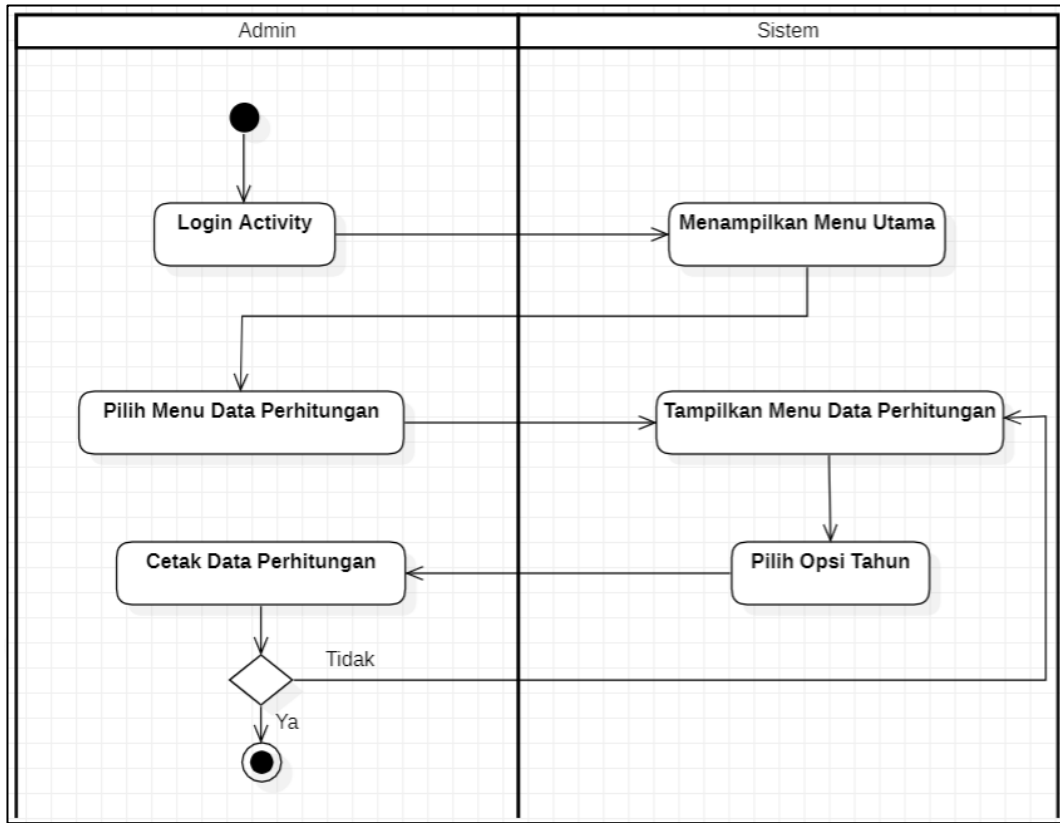 Admin
Sistem
Login Activity
Menampilkan Menu Utama
Pilih Menu Data Perhitungan
Tampilkan Menu Data Perhitungan
Cetak Data Perhitungan
Pilih Opsi Tahun
Tidak
Ya